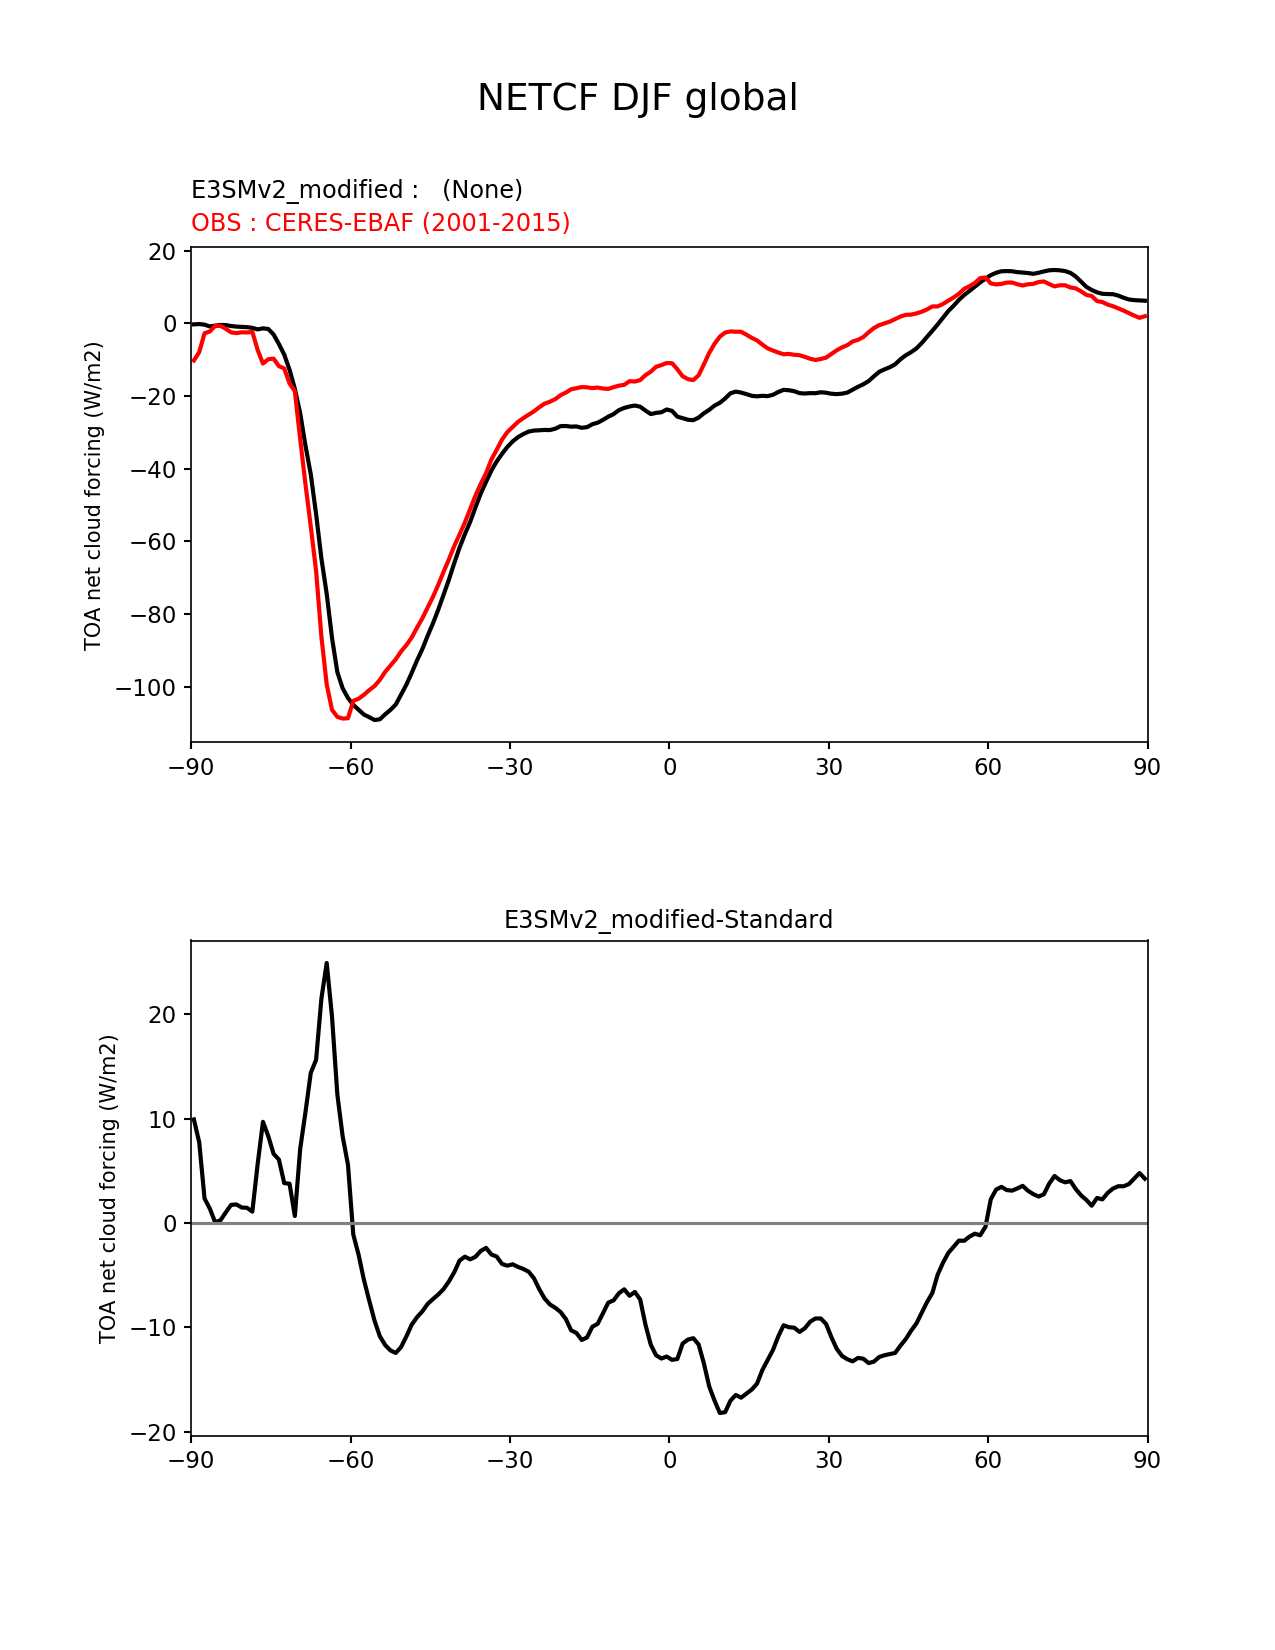 NETCF DJF global
E3SMv2_modified :   (None)
OBS : CERES-EBAF (2001-2015)
20
0
−20
−40
−60
−80
−100
TOA net cloud forcing (W/m2)
−90 −60 −30 0 30 60 90
E3SMv2_modified-Standard
20
10
0
−10
−20
TOA net cloud forcing (W/m2)
−90 −60 −30 0 30 60 90